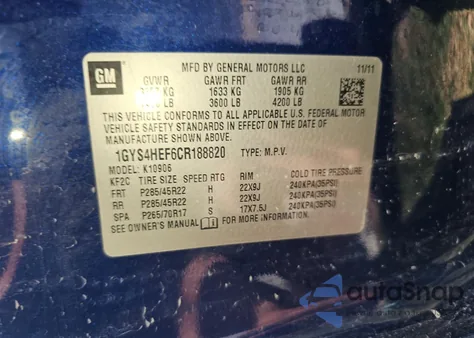 GM
MFD BY GENERAL MOTORS LLC 11/11
GVWR GAWR FRT GAWR RR
KG 1633 KG 1905 KG
LB 3600 LB 4200 LB
THIS VEHICLE CONFORMS TO ALL APPLICABLE U.S. FEDERAL MOTOR
VEHICLE SAFETY STANDARDS IN EFFECT ON THE DATE OF
MANUFACTURE SHOWN ABOVE.
1GYS4HEF6CR188820 TYPE: M.P.V.
MODEL: K10906
KF2C TIRE SIZE SPEED RTG RIM COLD TIRE PRESSURE
FRT P285/45R22 H 22X9J 240KPA(35PSI)
RR P285/45R22 H 22X9J 240KPA(35PSI)
SPA P265/70R17 S 17X7.5J 240KPA(35PSI)
SEE OWNER'S MANUAL FOR ADDITIONAL INFORMATION.
autoSnap